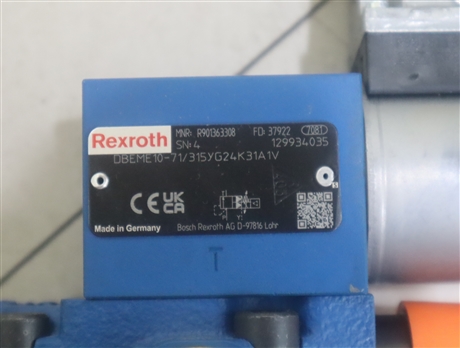 Rexroth
MNR: R901363308 FD: 37922 7081
SN: 4 129934035
DBEME10-71/315YG24K31A1V
CE UK
CA
Made in Germany
Bosch Rexroth AG D-97816 Lohr
T